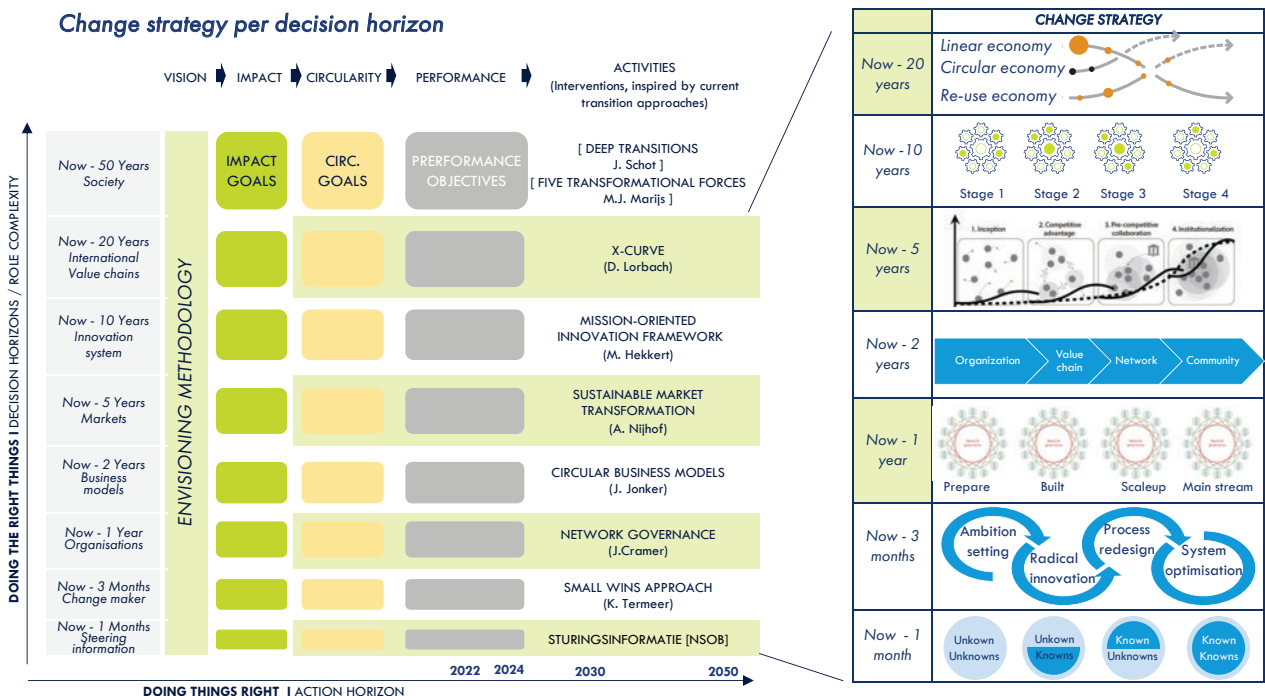 Change strategy per decision horizon
VISION
IMPACT
CIRCULARITY
PERFORMANCE
ACTIVITIES
(Interventions, inspired by current
transition approaches)
DOING THE RIGHT THINGS I DECISION HORIZONS / ROLE COMPLEXITY
ENVISIONING METHODOLOGY
Now - 50 Years
Society
IMPACT
GOALS
CIRC.
GOALS
PRERFORMANCE
OBJECTIVES
[ DEEP TRANSITIONS
J. Schot ]
[ FIVE TRANSFORMATIONAL FORCES
M.J. Marijs ]
Now - 20 Years
International
Value chains
X-CURVE
(D. Lorbach)
Now - 10 Years
Innovation
system
MISSION-ORIENTED
INNOVATION FRAMEWORK
(M. Hekkert)
Now - 5 Years
Markets
SUSTAINABLE MARKET
TRANSFORMATION
(A. Nijhof)
Now - 2 Years
Business
models
CIRCULAR BUSINESS MODELS
(J. Jonker)
Now - 1 Year
Organisations
NETWORK GOVERNANCE
(J.Cramer)
Now - 3 Months
Change maker
SMALL WINS APPROACH
(K. Termeer)
Now - 1 Months
Steering
information
STURINGSINFORMATIE [NSOB]
2022
2024
2030
2050
DOING THINGS RIGHT I ACTION HORIZON
CHANGE STRATEGY
Now - 20
years
Linear economy
Circular economy
Re-use economy
Now -10
years
Stage 1
Stage 2
Stage 3
Stage 4
Now - 5
years
1. Inception
2. Competitive
advantage
3. Pre-competitive
collaboration
4. Institutionalization
Now - 2
years
Organization
Value
chain
Network
Community
Now - 1
year
Prepare
Built
Scaleup
Main stream
Now - 3
months
Ambition
setting
Radical
innovation
Process
redesign
System
optimisation
Now - 1
month
Unkown
Unknowns
Unkown
Knowns
Known
Unknowns
Known
Knowns